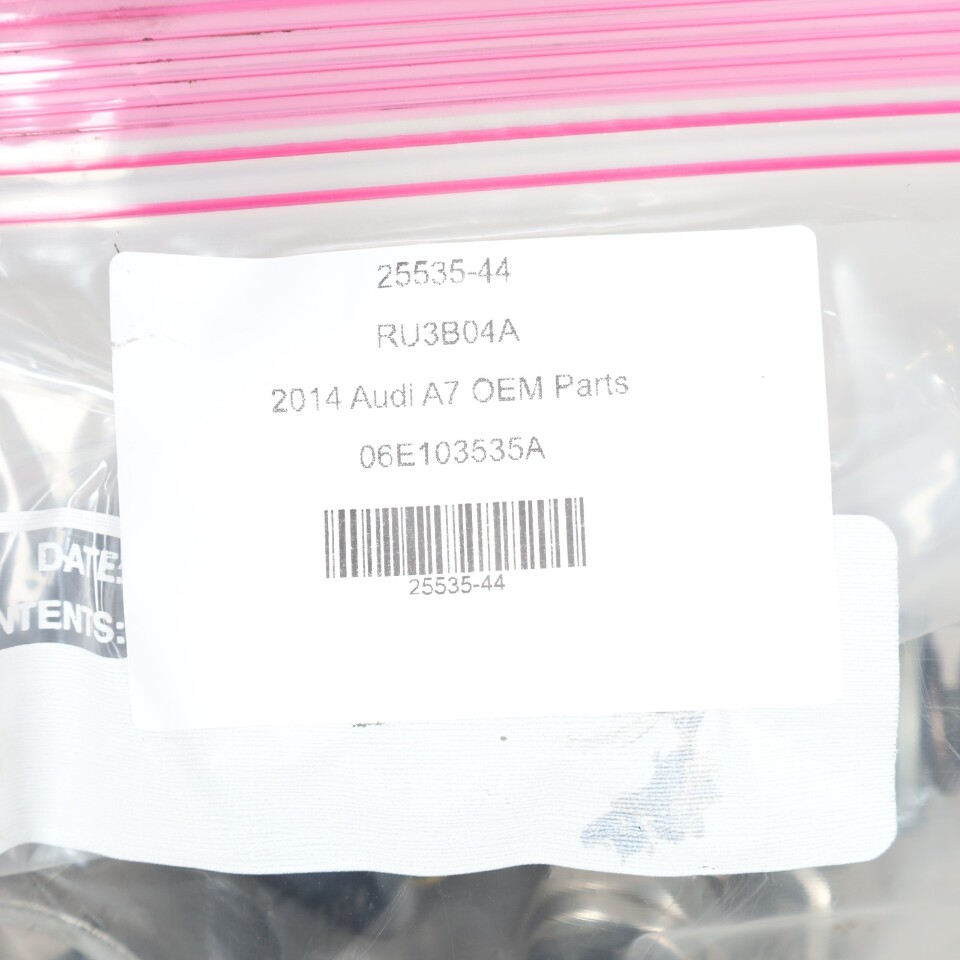 25535-44
RU3B04A
2014 Audi A7 OEM Parts
06E103535A
25535-44
DATE:
NTENTS: